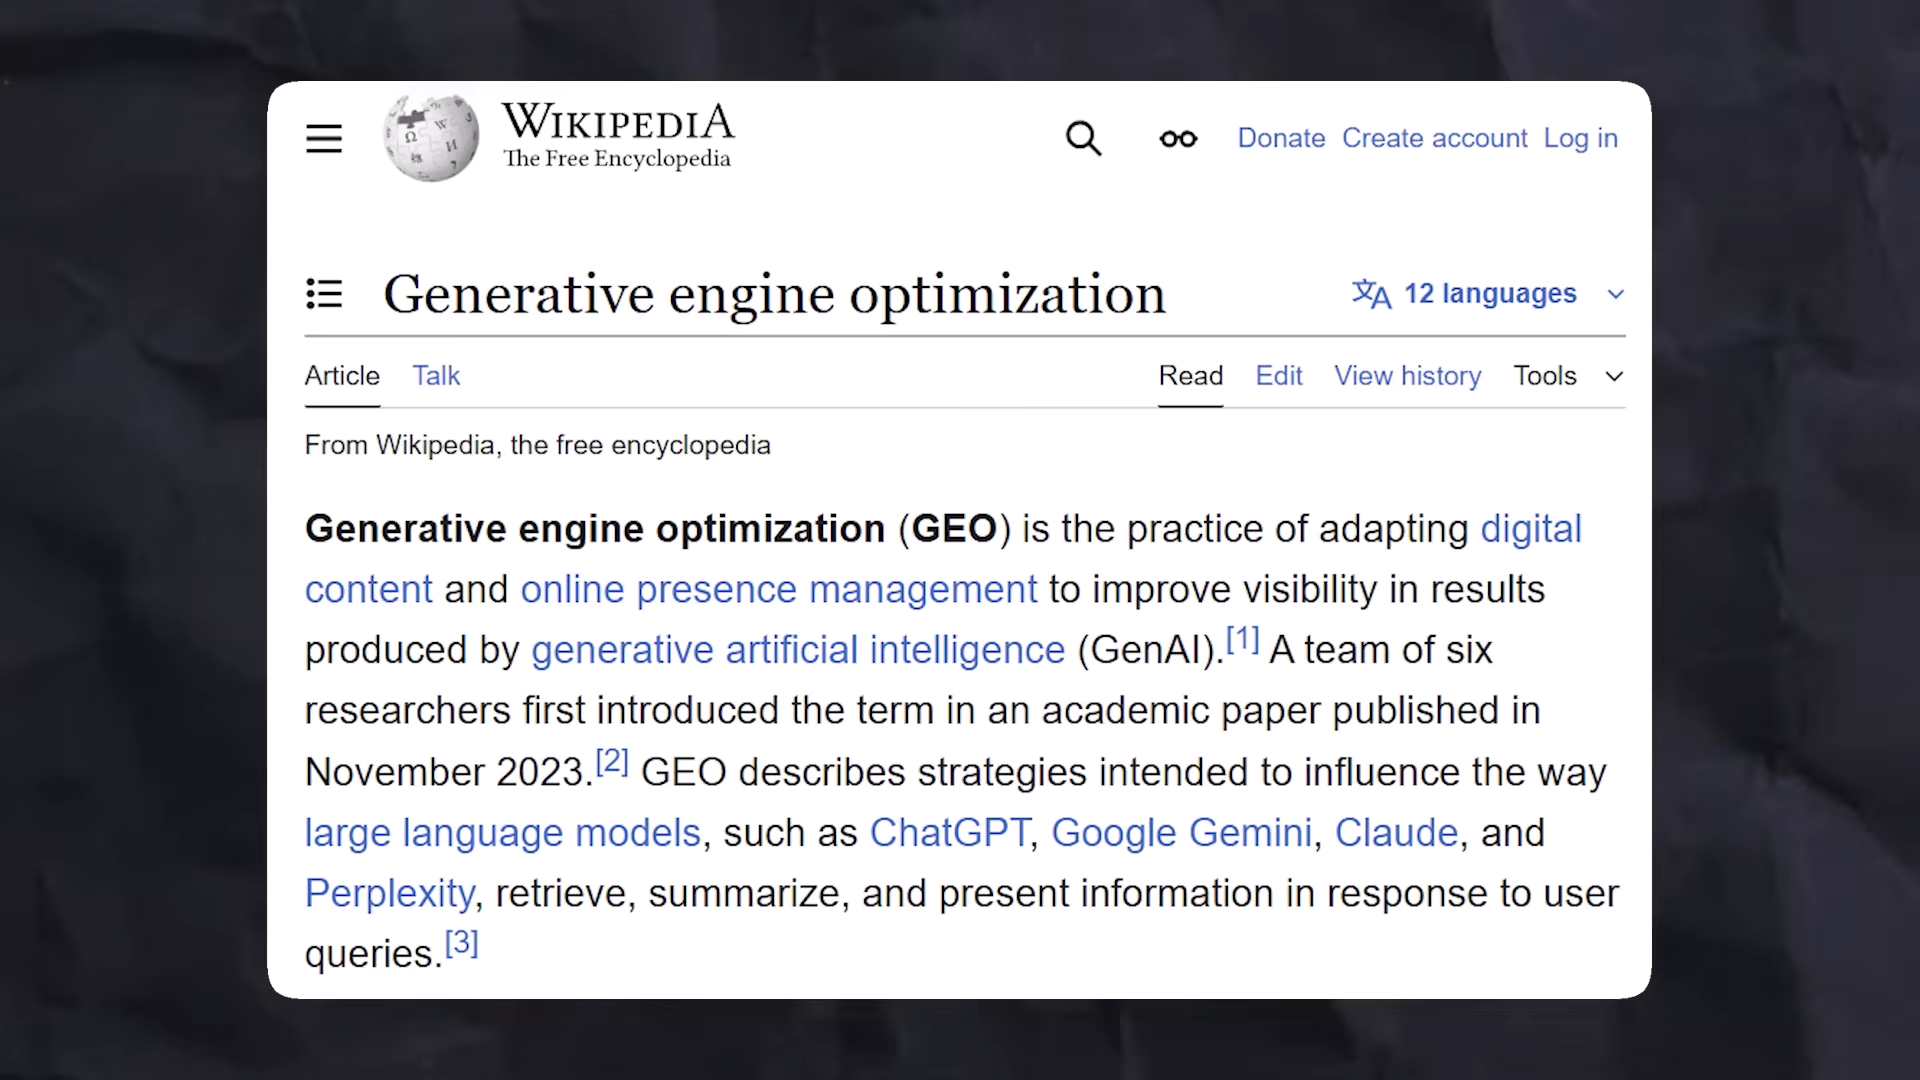 WIKIPEDIA
The Free Encyclopedia
Donate Create account Log in
Generative engine optimization
12 languages
Article Talk
Read Edit View history Tools
From Wikipedia, the free encyclopedia
Generative engine optimization (GEO) is the practice of adapting digital
content and online presence management to improve visibility in results
produced by generative artificial intelligence (GenAI).[1] A team of six
researchers first introduced the term in an academic paper published in
November 2023.[2] GEO describes strategies intended to influence the way
large language models, such as ChatGPT, Google Gemini, Claude, and
Perplexity, retrieve, summarize, and present information in response to user
queries.[3]